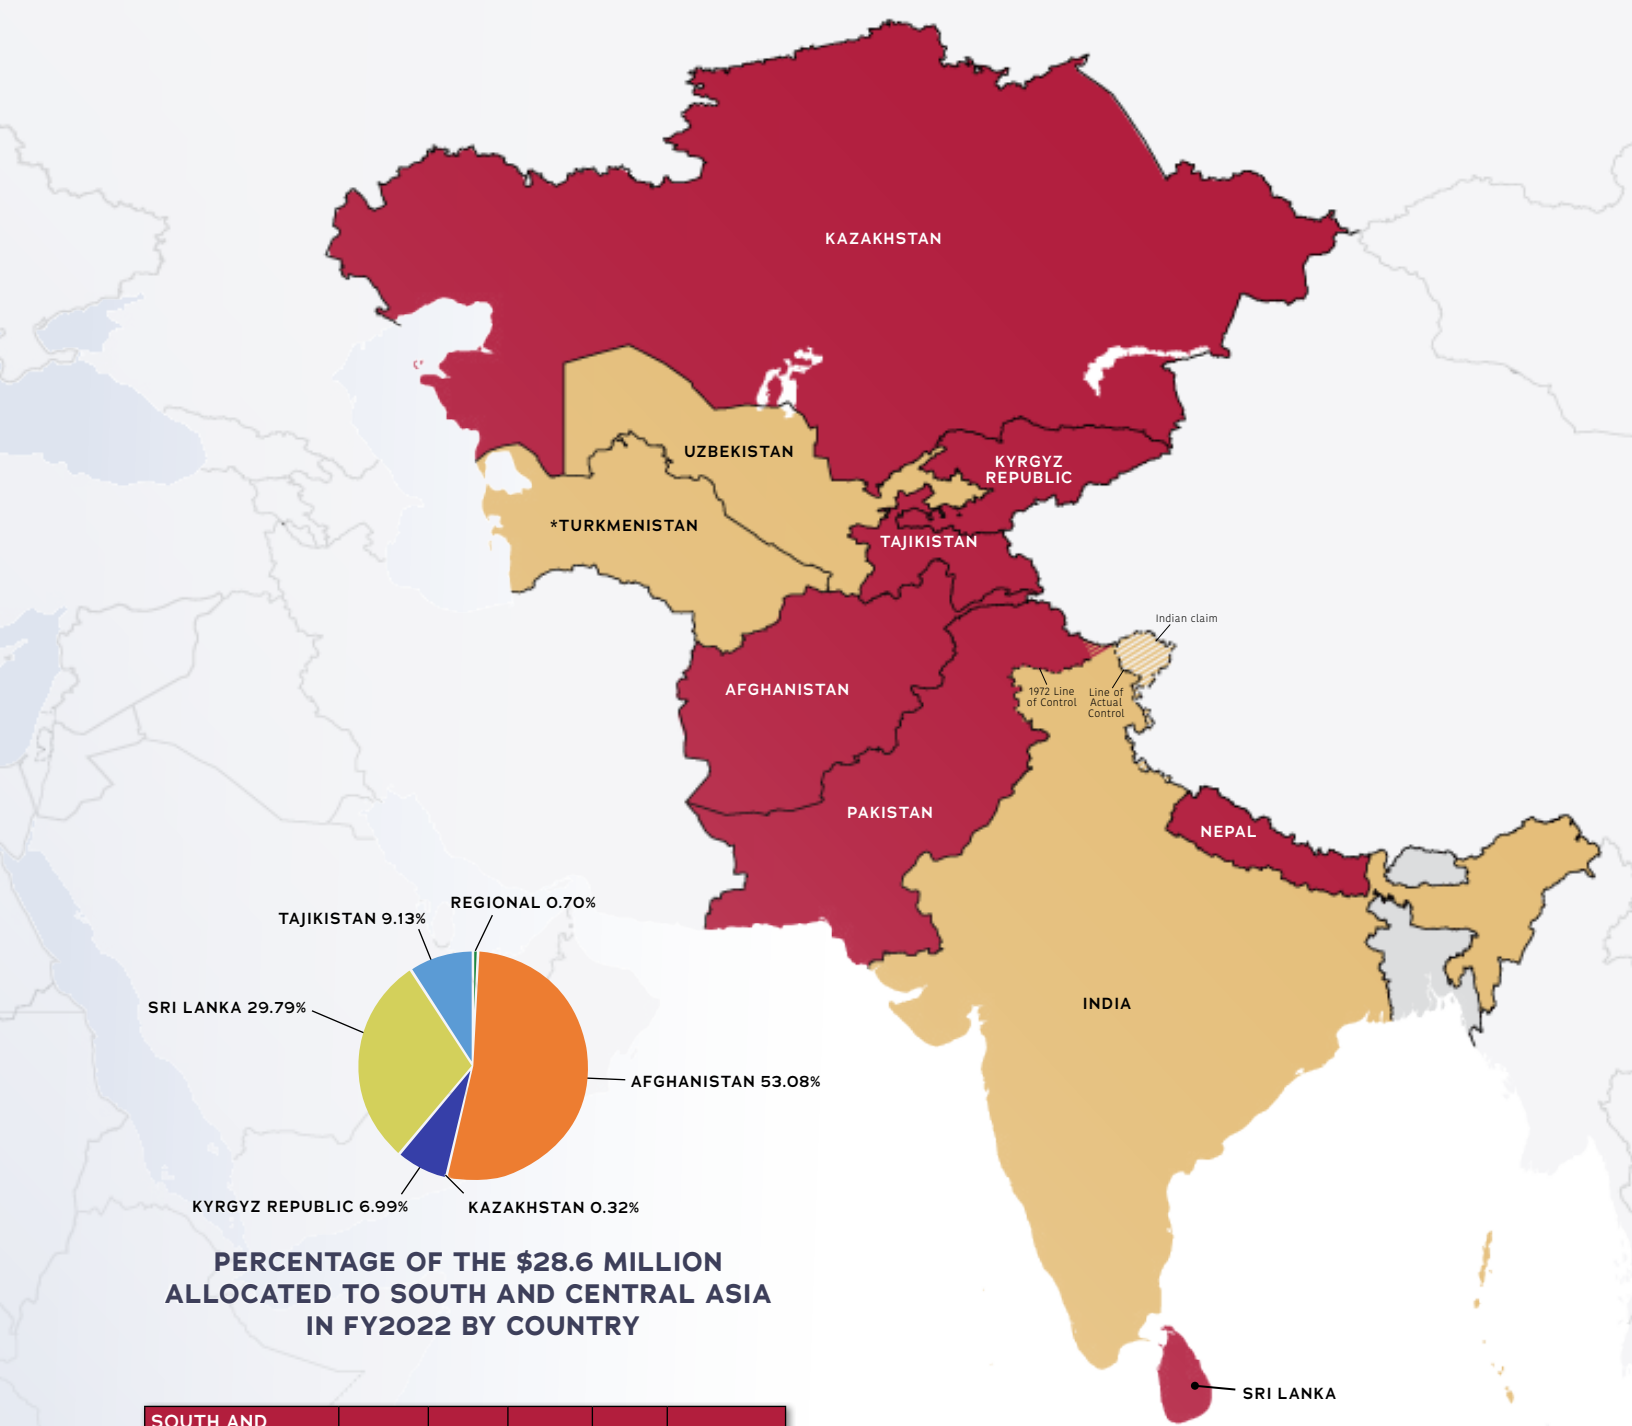 KAZAKHSTAN
UZBEKISTAN
KYRGYZ
REPUBLIC
*TURKMENISTAN
TAJIKISTAN
Indian claim
AFGHANISTAN
1972 Line
of Control
Line of
Actual
Control
PAKISTAN
NEPAL
INDIA
SRI LANKA
REGIONAL 0.70%
TAJIKISTAN 9.13%
SRI LANKA 29.79%
AFGHANISTAN 53.08%
KYRGYZ REPUBLIC 6.99%
KAZAKHSTAN 0.32%
PERCENTAGE OF THE $28.6 MILLION
ALLOCATED TO SOUTH AND CENTRAL ASIA
IN FY2022 BY COUNTRY
SOUTH AND